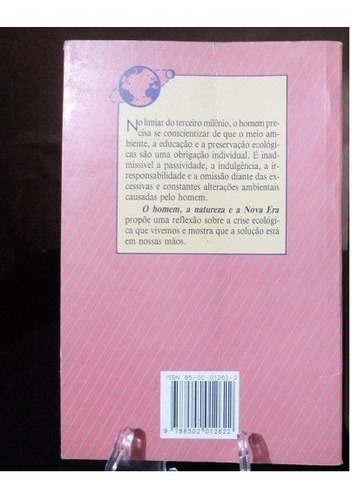 No limiar do terceiro milênio, o homem pre-
cisa se conscientizar de que o meio am-
biente, a educação e a preservação ecológi-
cas são uma obrigação individual. É inad-
missível a passividade, a indulgência, a ir-
responsabilidade e a omissão diante das ex-
cessivas e constantes alterações ambientais
causadas pelo homem.
O homem, a natureza e a Nova Era
propõe uma reflexão sobre a crise ecológi-
ca que vivemos e mostra que a solução está
em nossas mãos.
ISBN 85-02-01262-2
9 788502 012622